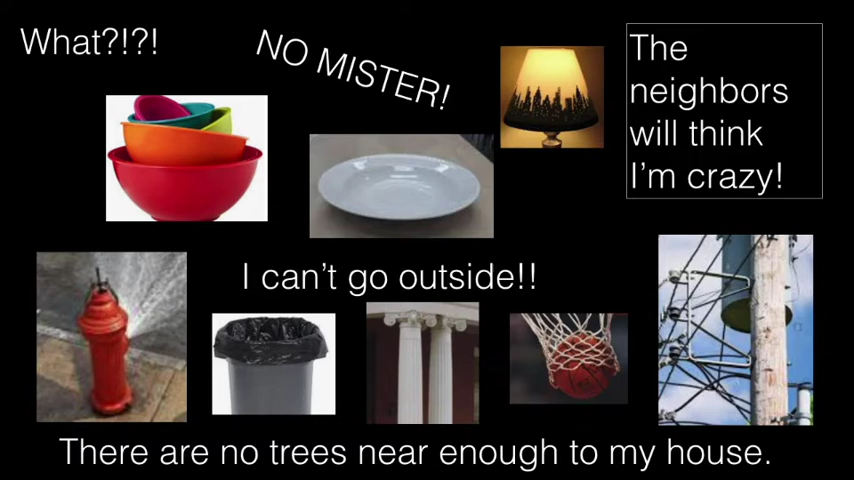 What?!?!
NO MISTER!
The
neighbors
will think
I'm crazy!
I can't go outside!!
There are no trees near enough to my house.